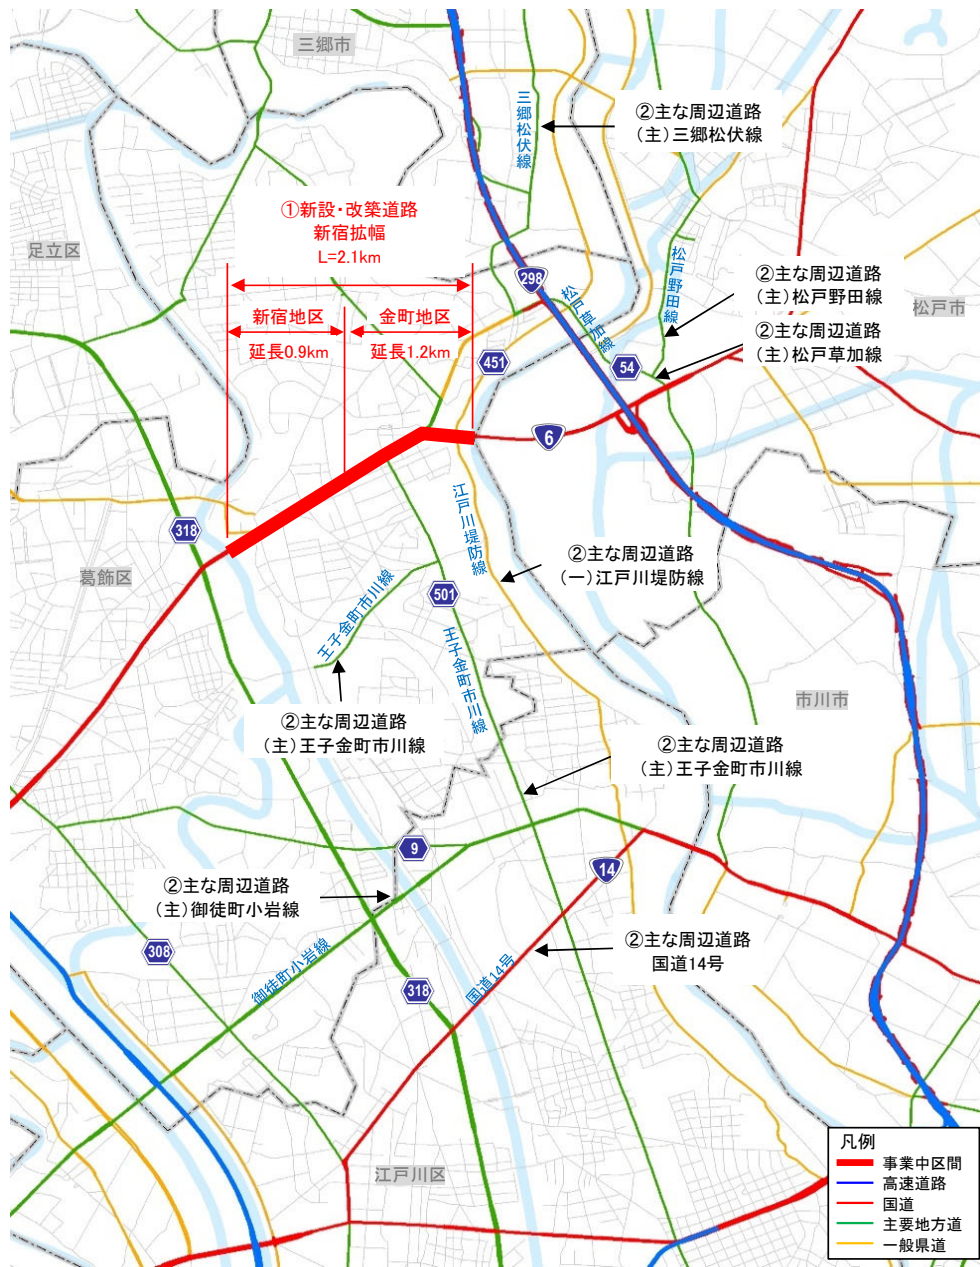 三郷市
三郷松伏線
②主な周辺道路
(主)三郷松伏線
①新設・改築道路
新宿拡幅
L=2.1km
足立区
新宿地区
金町地区
延長0.9km
延長1.2km
298
松戸草加線
松戸野田線
②主な周辺道路
(主)松戸野田線
松戸市
②主な周辺道路
(主)松戸草加線
451
54
6
318
江戸川堤防線
②主な周辺道路
(一)江戸川堤防線
葛飾区
王子金町市川線
501
王子金町市川線
②主な周辺道路
(主)王子金町市川線
市川市
②主な周辺道路
(主)王子金町市川線
9
14
②主な周辺道路
(主)御徒町小岩線
308
御徒町小岩線
318
国道14号
②主な周辺道路
国道14号
江戸川区
凡例
事業中区間
高速道路
国道
主要地方道
一般県道